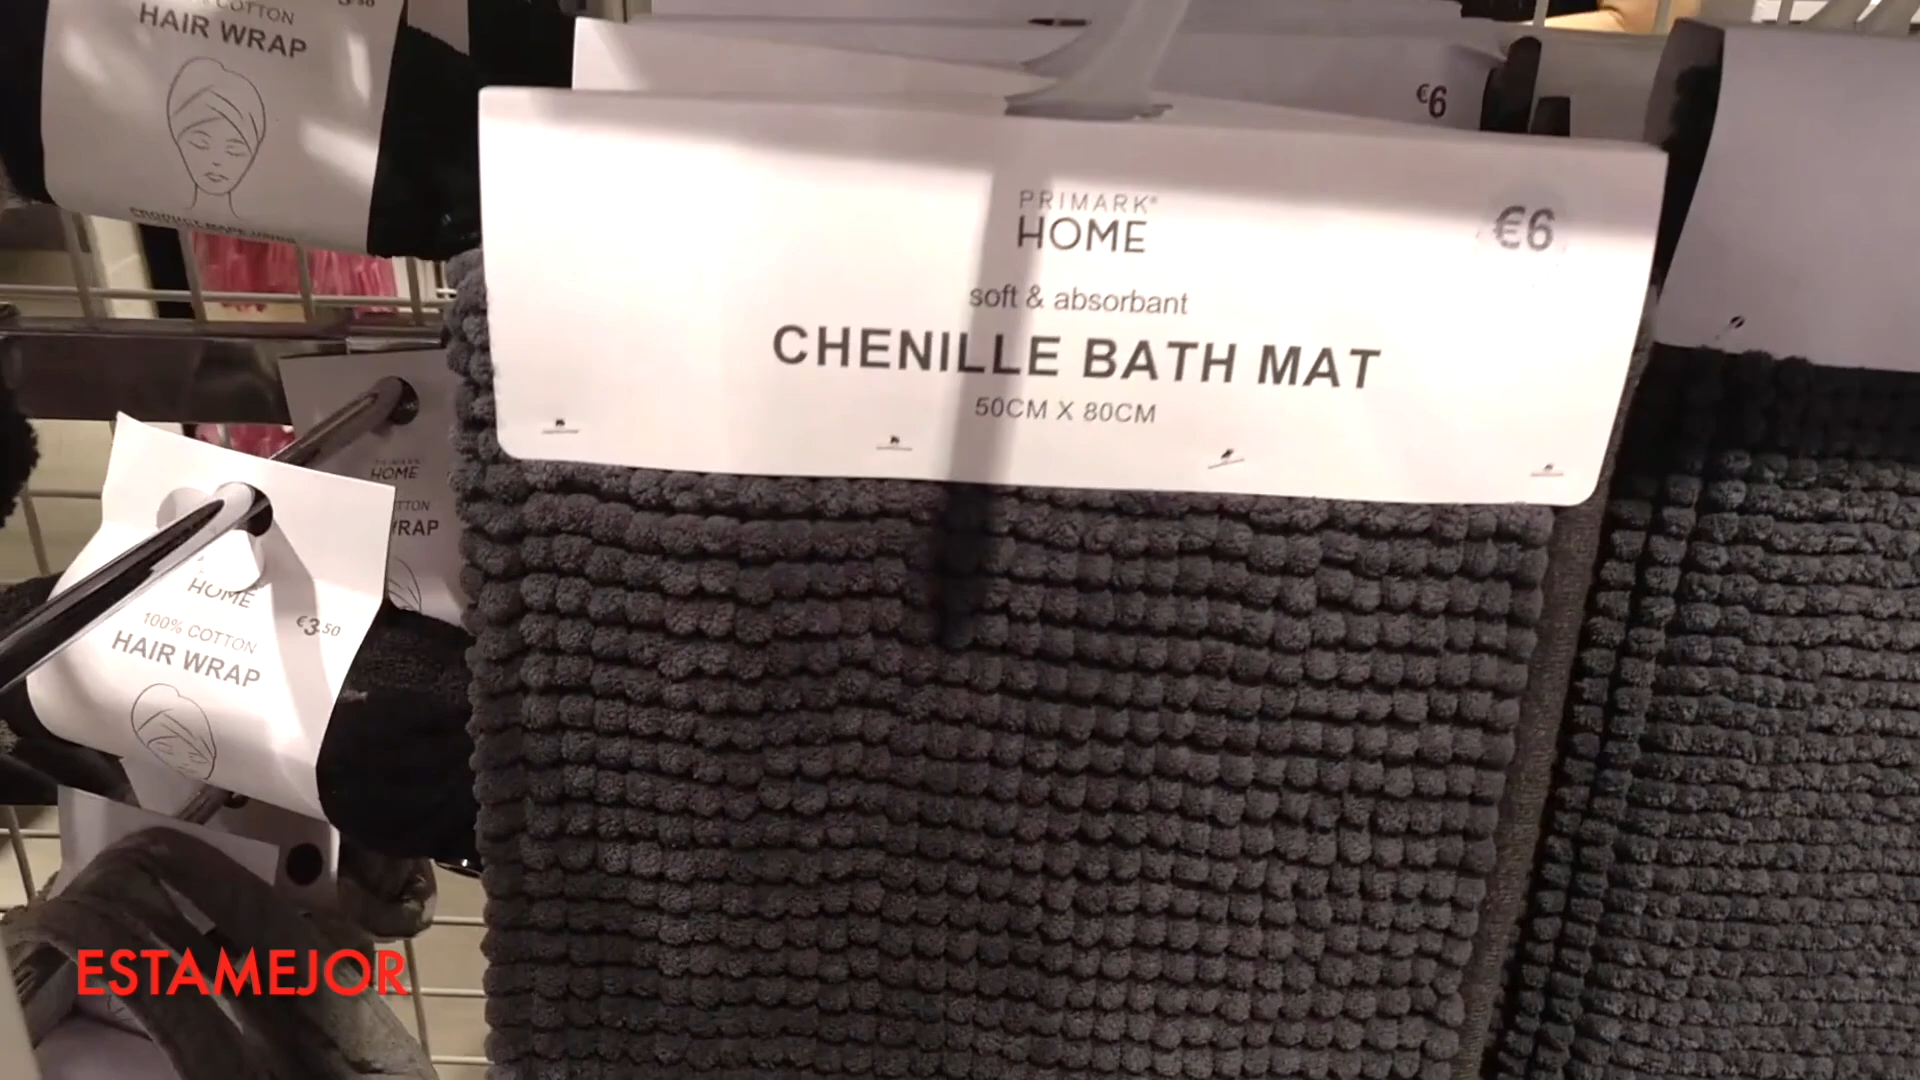 COTTON
HAIR WRAP
€6
PRIMARK®
HOME
€6
soft & absorbant
CHENILLE BATH MAT
50CM X 80CM
HOME
HOME
€3.50
100% COTTON
HAIR WRAP
ESTAMEJOR